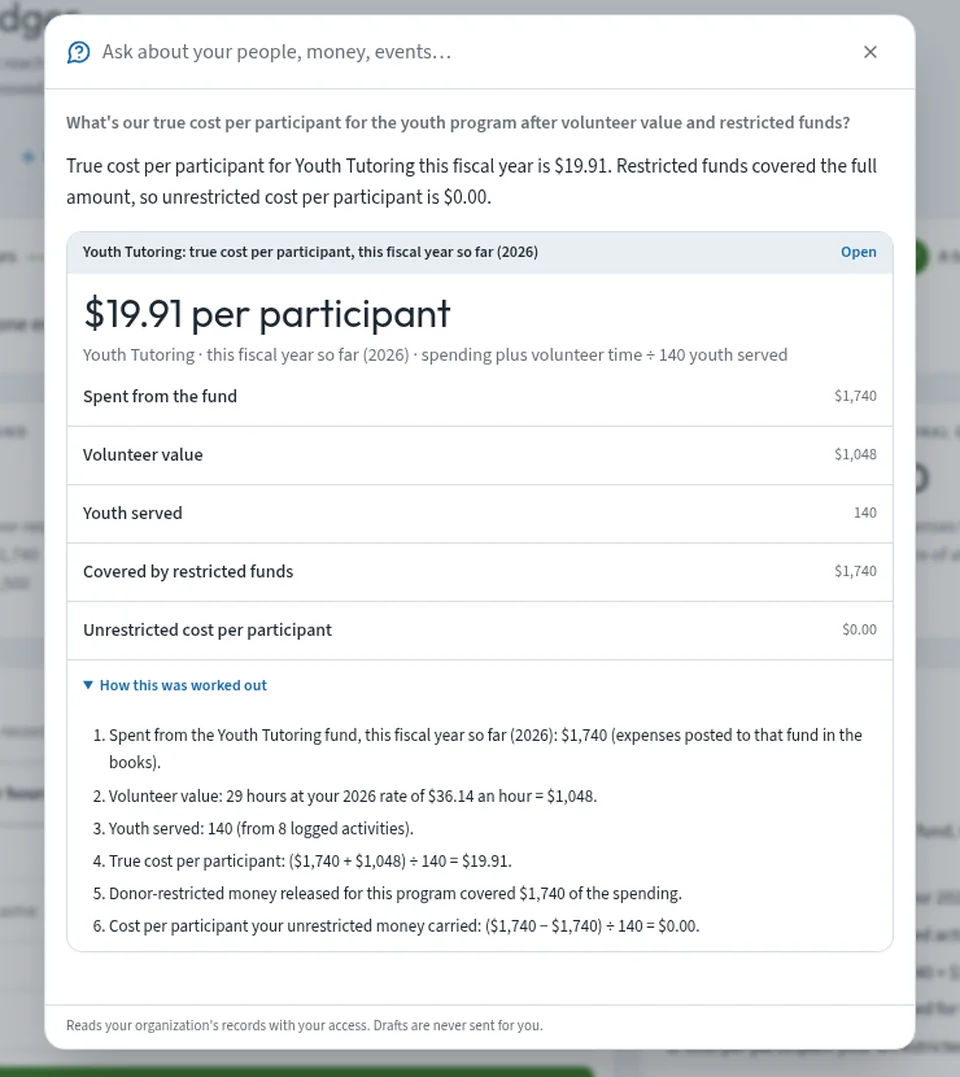 Ask about your people, money, events…
What's our true cost per participant for the youth program after volunteer value and restricted funds?
True cost per participant for Youth Tutoring this fiscal year is $19.91. Restricted funds covered the full
amount, so unrestricted cost per participant is $0.00.
Youth Tutoring: true cost per participant, this fiscal year so far (2026) Open
$19.91 per participant
Youth Tutoring · this fiscal year so far (2026) · spending plus volunteer time ÷ 140 youth served
Spent from the fund $1,740
Volunteer value $1,048
Youth served 140
Covered by restricted funds $1,740
Unrestricted cost per participant $0.00
▼ How this was worked out
1. Spent from the Youth Tutoring fund, this fiscal year so far (2026): $1,740 (expenses posted to that fund in the
books).
2. Volunteer value: 29 hours at your 2026 rate of $36.14 an hour = $1,048.
3. Youth served: 140 (from 8 logged activities).
4. True cost per participant: ($1,740 + $1,048) ÷ 140 = $19.91.
5. Donor-restricted money released for this program covered $1,740 of the spending.
6. Cost per participant your unrestricted money carried: ($1,740 − $1,740) ÷ 140 = $0.00.
Reads your organization's records with your access. Drafts are never sent for you.